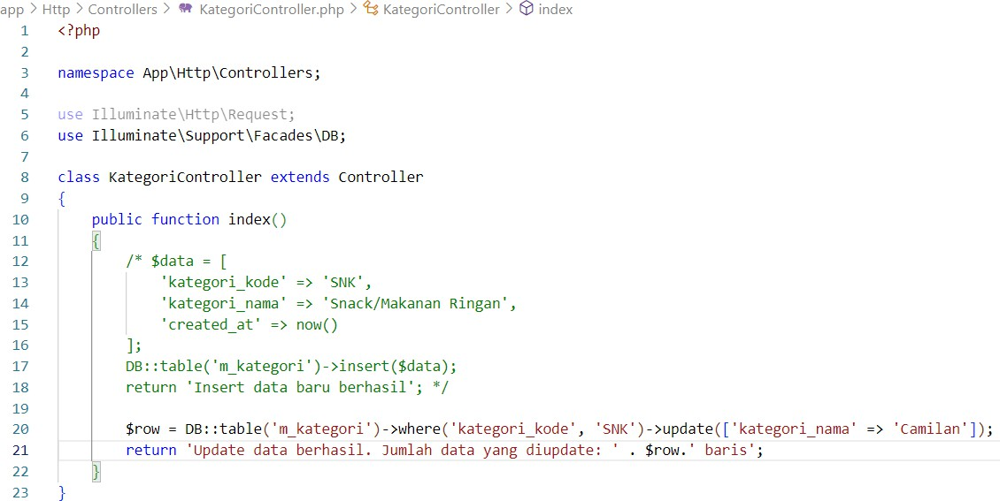 app > Http > Controllers > KategoriController.php > KategoriController > index
1 <?php
2
3 namespace App\Http\Controllers;
4
5 use Illuminate\Http\Request;
6 use Illuminate\Support\Facades\DB;
7
8 class KategoriController extends Controller
9 {
10     public function index()
11     {
12         /* $data = [
13             'kategori_kode' => 'SNK',
14             'kategori_nama' => 'Snack/Makanan Ringan',
15             'created_at' => now()
16         ];
17         DB::table('m_kategori')->insert($data);
18         return 'Insert data baru berhasil'; */
19
20         $row = DB::table('m_kategori')->where('kategori_kode', 'SNK')->update(['kategori_nama' => 'Camilan']);
21         return 'Update data berhasil. Jumlah data yang diupdate: ' . $row.' baris';
22     }
23 }